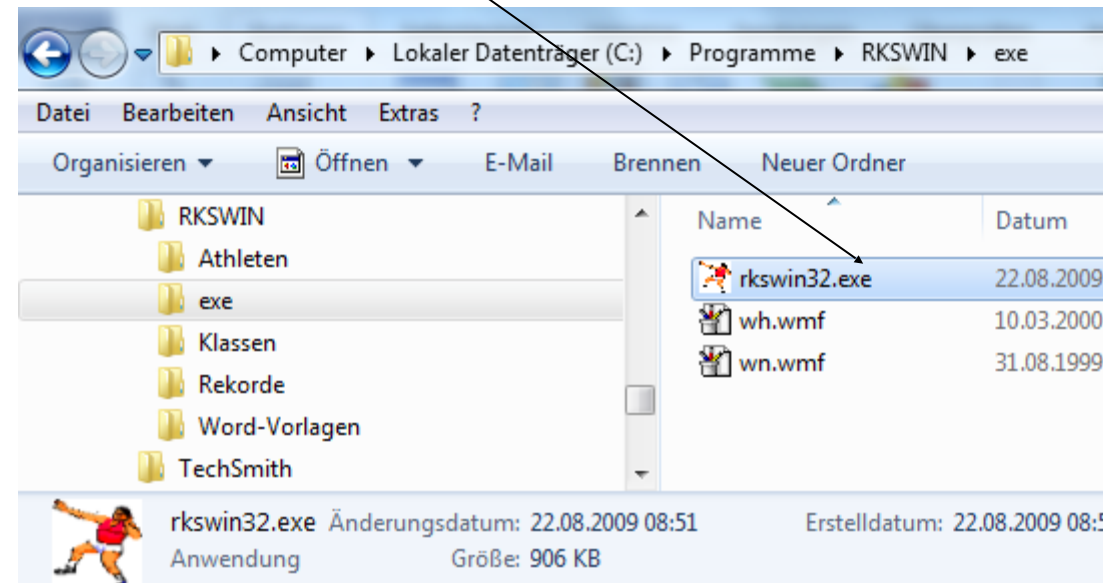 Computer ▸ Lokaler Datenträger (C:) ▸ Programme ▸ RKSWIN ▸ exe
Datei Bearbeiten Ansicht Extras ?
Organisieren Öffnen E-Mail Brennen Neuer Ordner
RKSWIN
Athleten
exe
Klassen
Rekorde
Word-Vorlagen
TechSmith
Name Datum
rkswin32.exe 22.08.2009
wh.wmf 10.03.2000
wn.wmf 31.08.1999
rkswin32.exe Änderungsdatum: 22.08.2009 08:51 Erstelldatum: 22.08.2009
Anwendung Größe: 906 KB